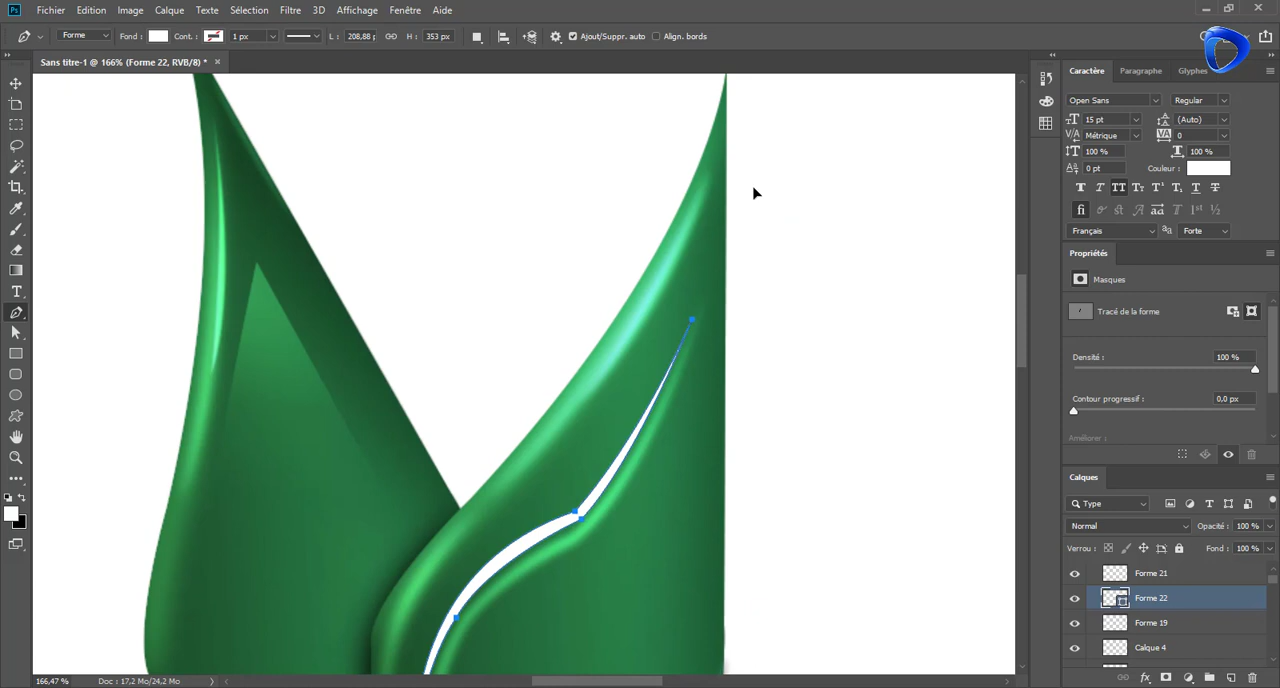 Ps Fichier Edition Image Calque Texte Sélection Filtre 3D Affichage Fenêtre Aide
Forme Fond : Cont. : 1 px L : 208,88 H : 353 px Ajout/Suppr. auto Align. bords
Sans titre-1 @ 166% (Forme 22, RVB/8) *
Caractère Paragraphe Glyphes
Open Sans Regular
15 pt (Auto)
Métrique 0
100 % 100 %
0 pt Couleur :
Français Forte
Propriétés
Masques
Tracé de la forme
Densité : 100 %
Contour progressif : 0,0 px
Améliorer :
Calques
Type
Normal Opacité : 100 %
Verrou : Fond : 100 %
Forme 21
Forme 22
Forme 19
Calque 4
166,47 % Doc : 17,2 Mo/24,2 Mo